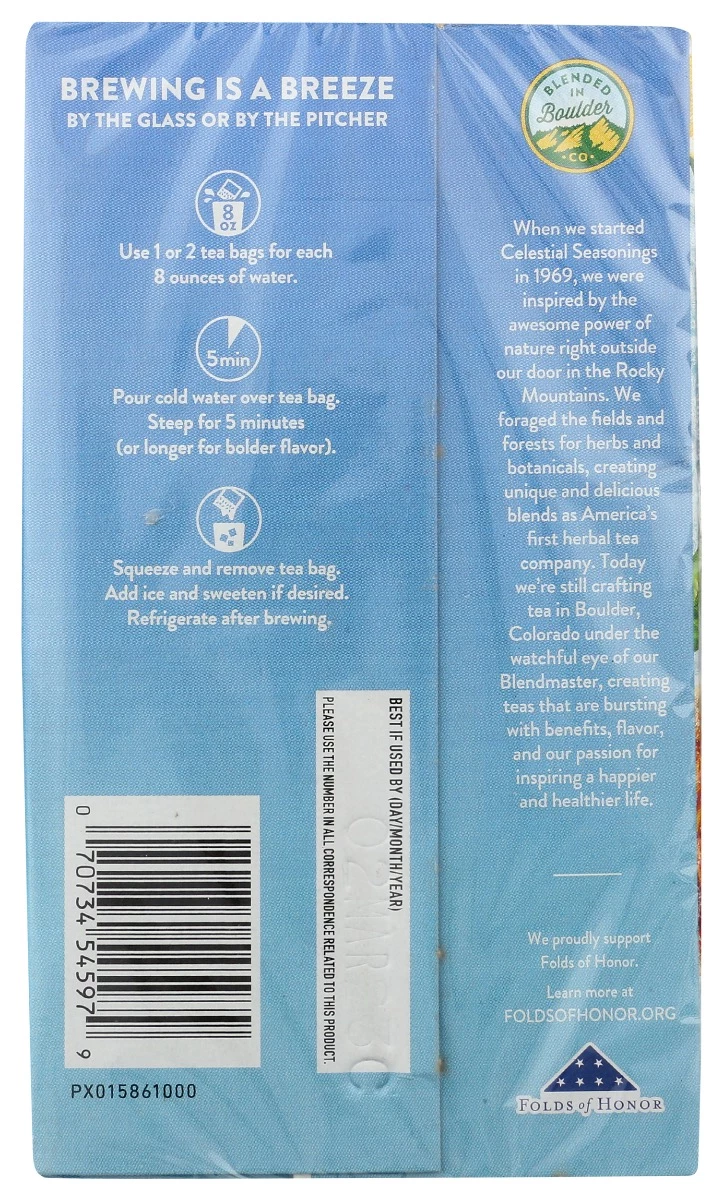 BREWING IS A BREEZE
BY THE GLASS OR BY THE PITCHER
8
OZ
Use 1 or 2 tea bags for each
8 ounces of water.
5min
Pour cold water over tea bag.
Steep for 5 minutes
(or longer for bolder flavor).
Squeeze and remove tea bag.
Add ice and sweeten if desired.
Refrigerate after brewing.
BEST IF USED BY (DAY/MONTH/YEAR)
PLEASE USE THE NUMBER IN ALL CORRESPONDENCE RELATED TO THIS PRODUCT.
0 70734 54597 9
PX015861000
BLENDED
IN
Boulder
•CO•
When we started
Celestial Seasonings
in 1969, we were
inspired by the
awesome power of
nature right outside
our door in the Rocky
Mountains. We
foraged the fields and
forests for herbs and
botanicals, creating
unique and delicious
blends as America's
first herbal tea
company. Today
we're still crafting
tea in Boulder,
Colorado under the
watchful eye of our
Blendmaster, creating
teas that are bursting
with benefits, flavor,
and our passion for
inspiring a happier
and healthier life.
We proudly support
Folds of Honor.
Learn more at
FOLDSOFHONOR.ORG
FOLDS of HONOR